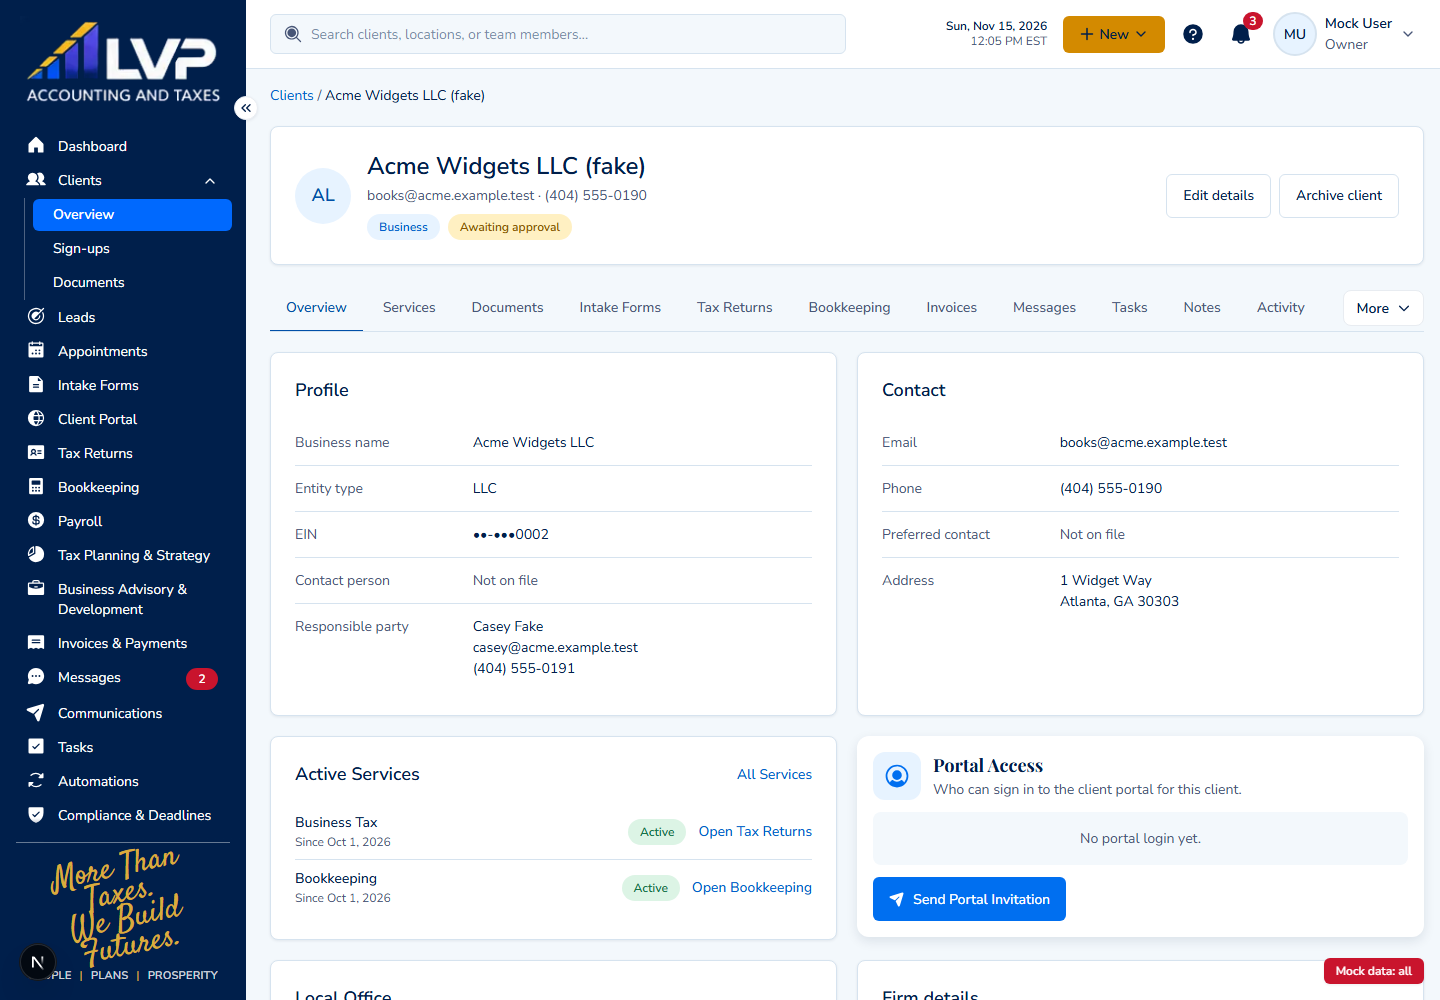 LVP
ACCOUNTING AND TAXES
Search clients, locations, or team members...
Sun, Nov 15, 2026
12:05 PM EST
New
3
MU
Mock User
Owner
Dashboard
Clients
Overview
Sign-ups
Documents
Leads
Appointments
Intake Forms
Client Portal
Tax Returns
Bookkeeping
Payroll
Tax Planning & Strategy
Business Advisory &
Development
Invoices & Payments
Messages
2
Communications
Tasks
Automations
Compliance & Deadlines
More Than
Taxes.
We Build
Futures.
N
PLE | PLANS | PROSPERITY
Clients / Acme Widgets LLC (fake)
AL
Acme Widgets LLC (fake)
books@acme.example.test · (404) 555-0190
Business
Awaiting approval
Edit details
Archive client
Overview
Services
Documents
Intake Forms
Tax Returns
Bookkeeping
Invoices
Messages
Tasks
Notes
Activity
More
Profile
Business name
Acme Widgets LLC
Entity type
LLC
EIN
••-•••0002
Contact person
Not on file
Responsible party
Casey Fake
casey@acme.example.test
(404) 555-0191
Contact
Email
books@acme.example.test
Phone
(404) 555-0190
Preferred contact
Not on file
Address
1 Widget Way
Atlanta, GA 30303
Active Services
All Services
Business Tax
Since Oct 1, 2026
Active
Open Tax Returns
Bookkeeping
Since Oct 1, 2026
Active
Open Bookkeeping
Portal Access
Who can sign in to the client portal for this client.
No portal login yet.
Send Portal Invitation
Local Office
Firm details
Mock data: all